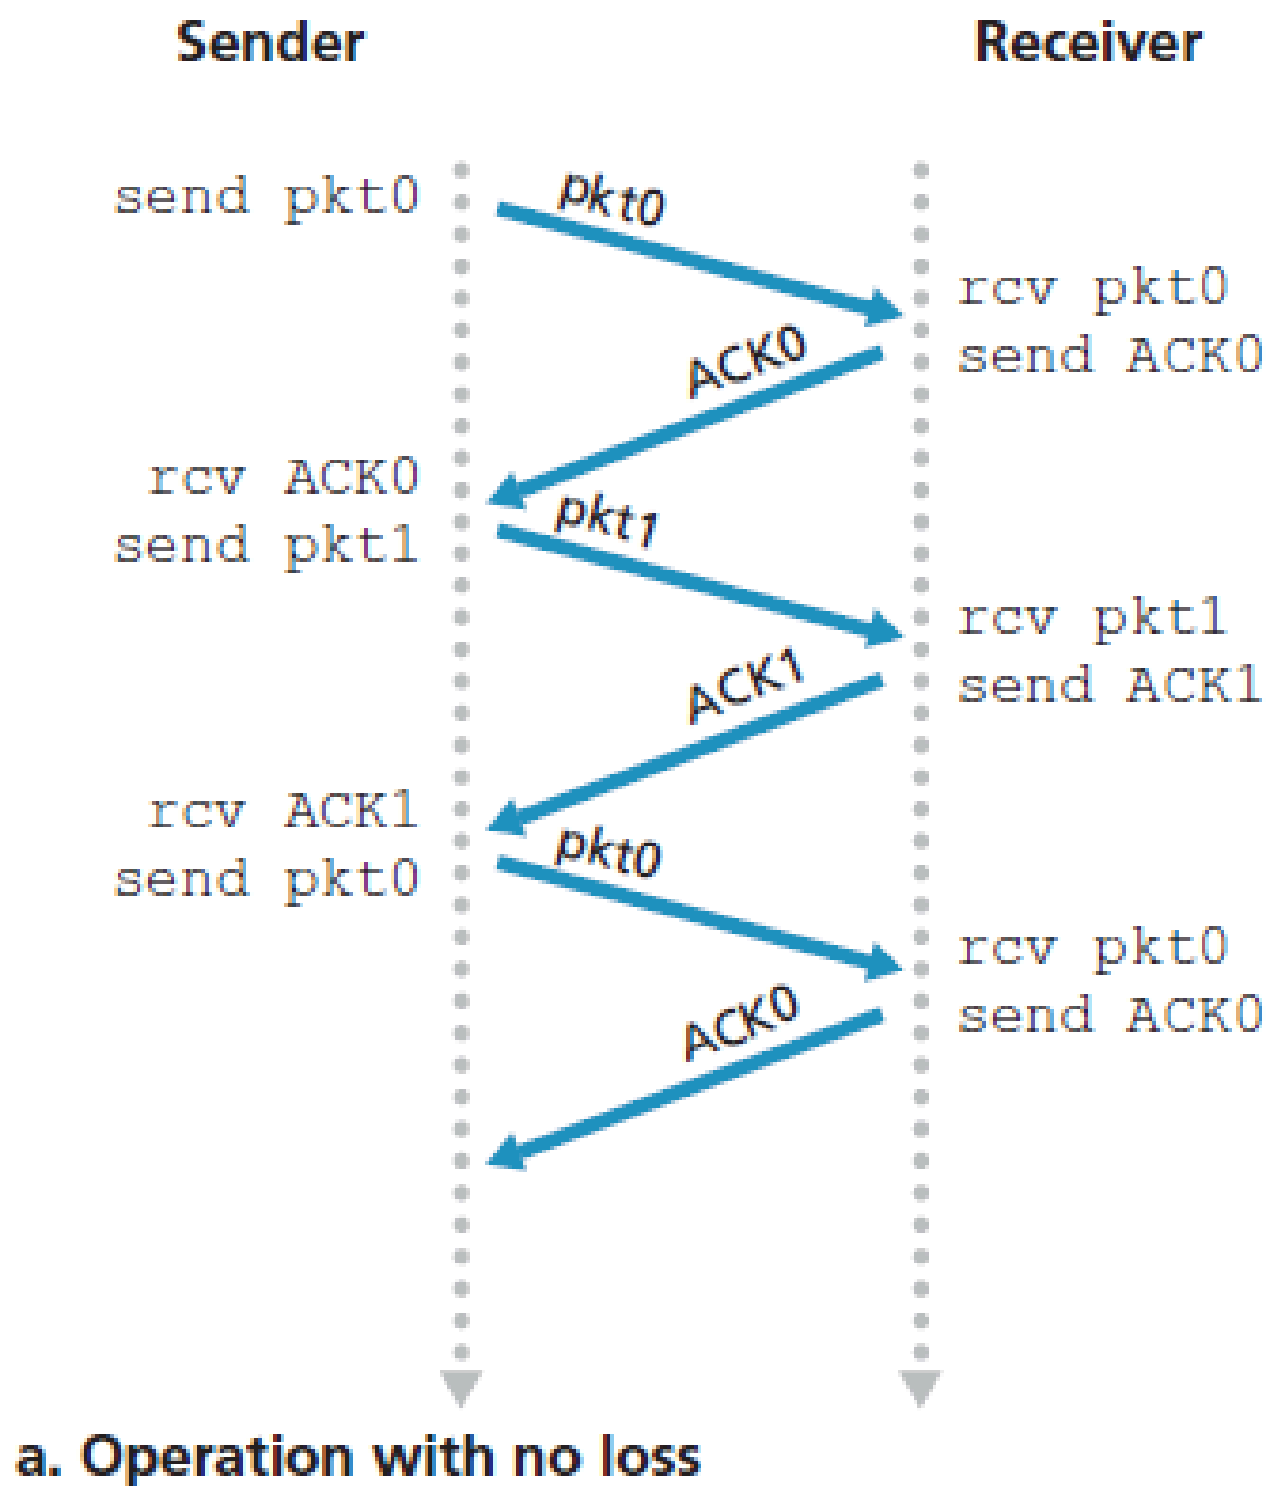 Sender
Receiver
send pkt0
pkt0
rcv pkt0
send ACK0
ACK0
rcv ACK0
send pkt1
pkt1
rcv pkt1
send ACK1
ACK1
rcv ACK1
send pkt0
pkt0
rcv pkt0
send ACK0
ACK0
a. Operation with no loss